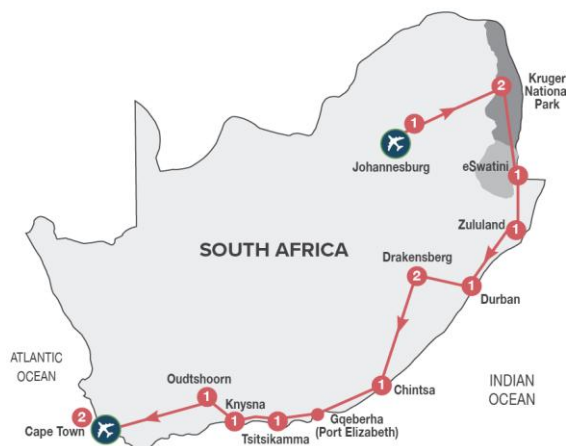 2
Kruger
National
Park
1
Johannesburg
eSwatini
1
Zululand
1
SOUTH AFRICA
Drakensberg
2
1
Durban
ATLANTIC
OCEAN
Oudtshoorn
1
Chintsa
1
INDIAN
OCEAN
Knysna
1
1
Tsitsikamma
Gqeberha
(Port Elizabeth)
2
Cape Town